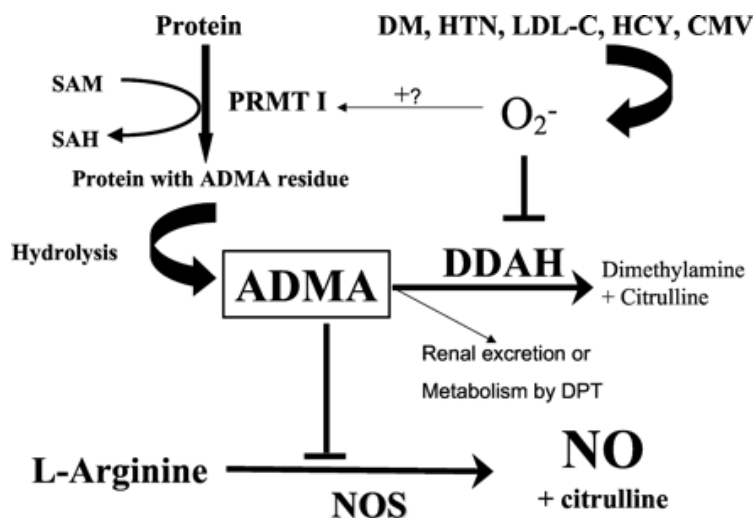 Protein
DM, HTN, LDL-C, HCY, CMV
SAM
PRMT I
+?
O₂⁻
SAH
Protein with ADMA residue
Hydrolysis
ADMA
DDAH
Dimethylamine
+ Citrulline
Renal excretion or
Metabolism by DPT
L-Arginine
NOS
NO
+ citrulline